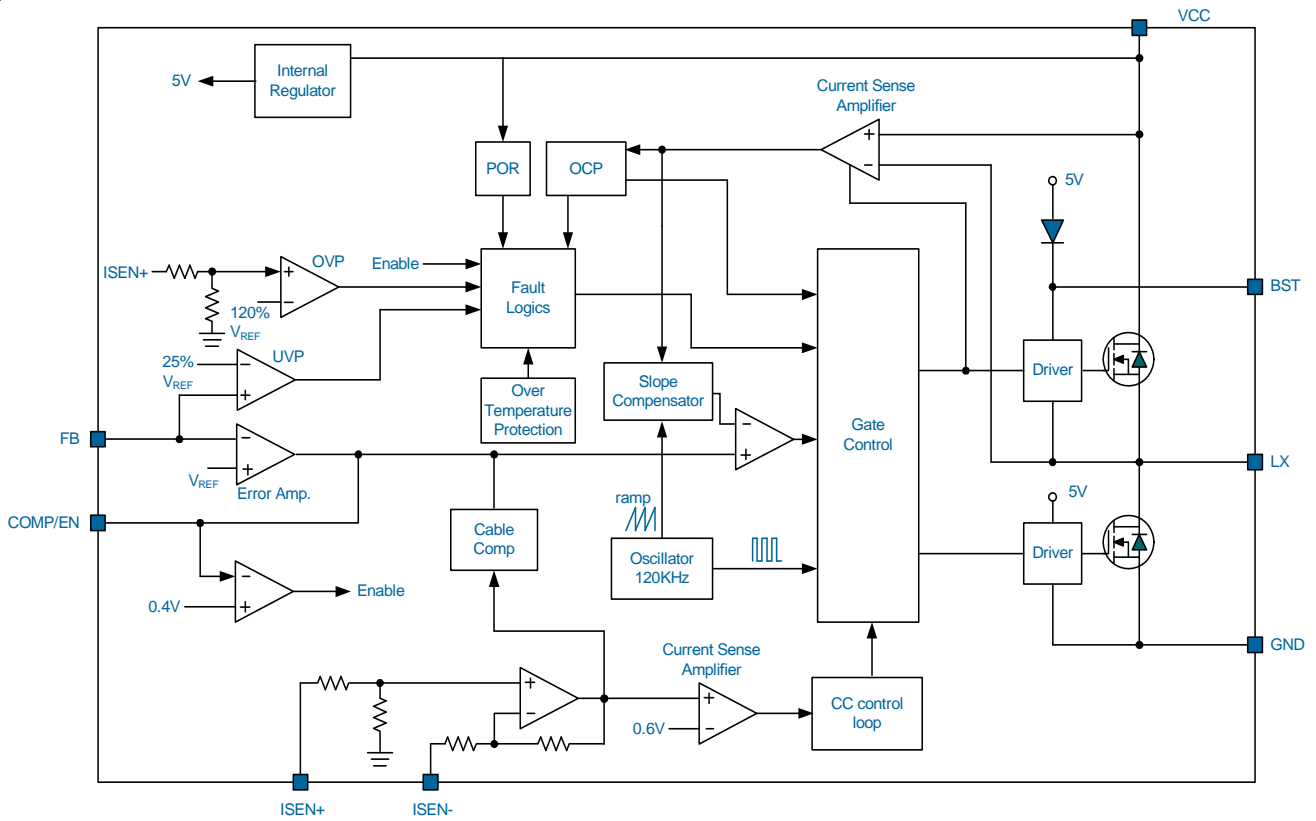 VCC
Internal
Regulator
5V
Current Sense
Amplifier
+
−
POR
OCP
5V
ISEN+
+
−
OVP
120%
VREF
Enable
Fault
Logics
BST
25%
VREF
−
+
UVP
Over
Temperature
Protection
Slope
Compensator
Driver
FB
−
+
VREF
Error Amp.
−
+
Gate
Control
LX
COMP/EN
Cable
Comp
ramp
Oscillator
120KHz
5V
Driver
0.4V
−
+
Enable
GND
+
−
Current Sense
Amplifier
+
−
0.6V
CC control
loop
ISEN+
ISEN-